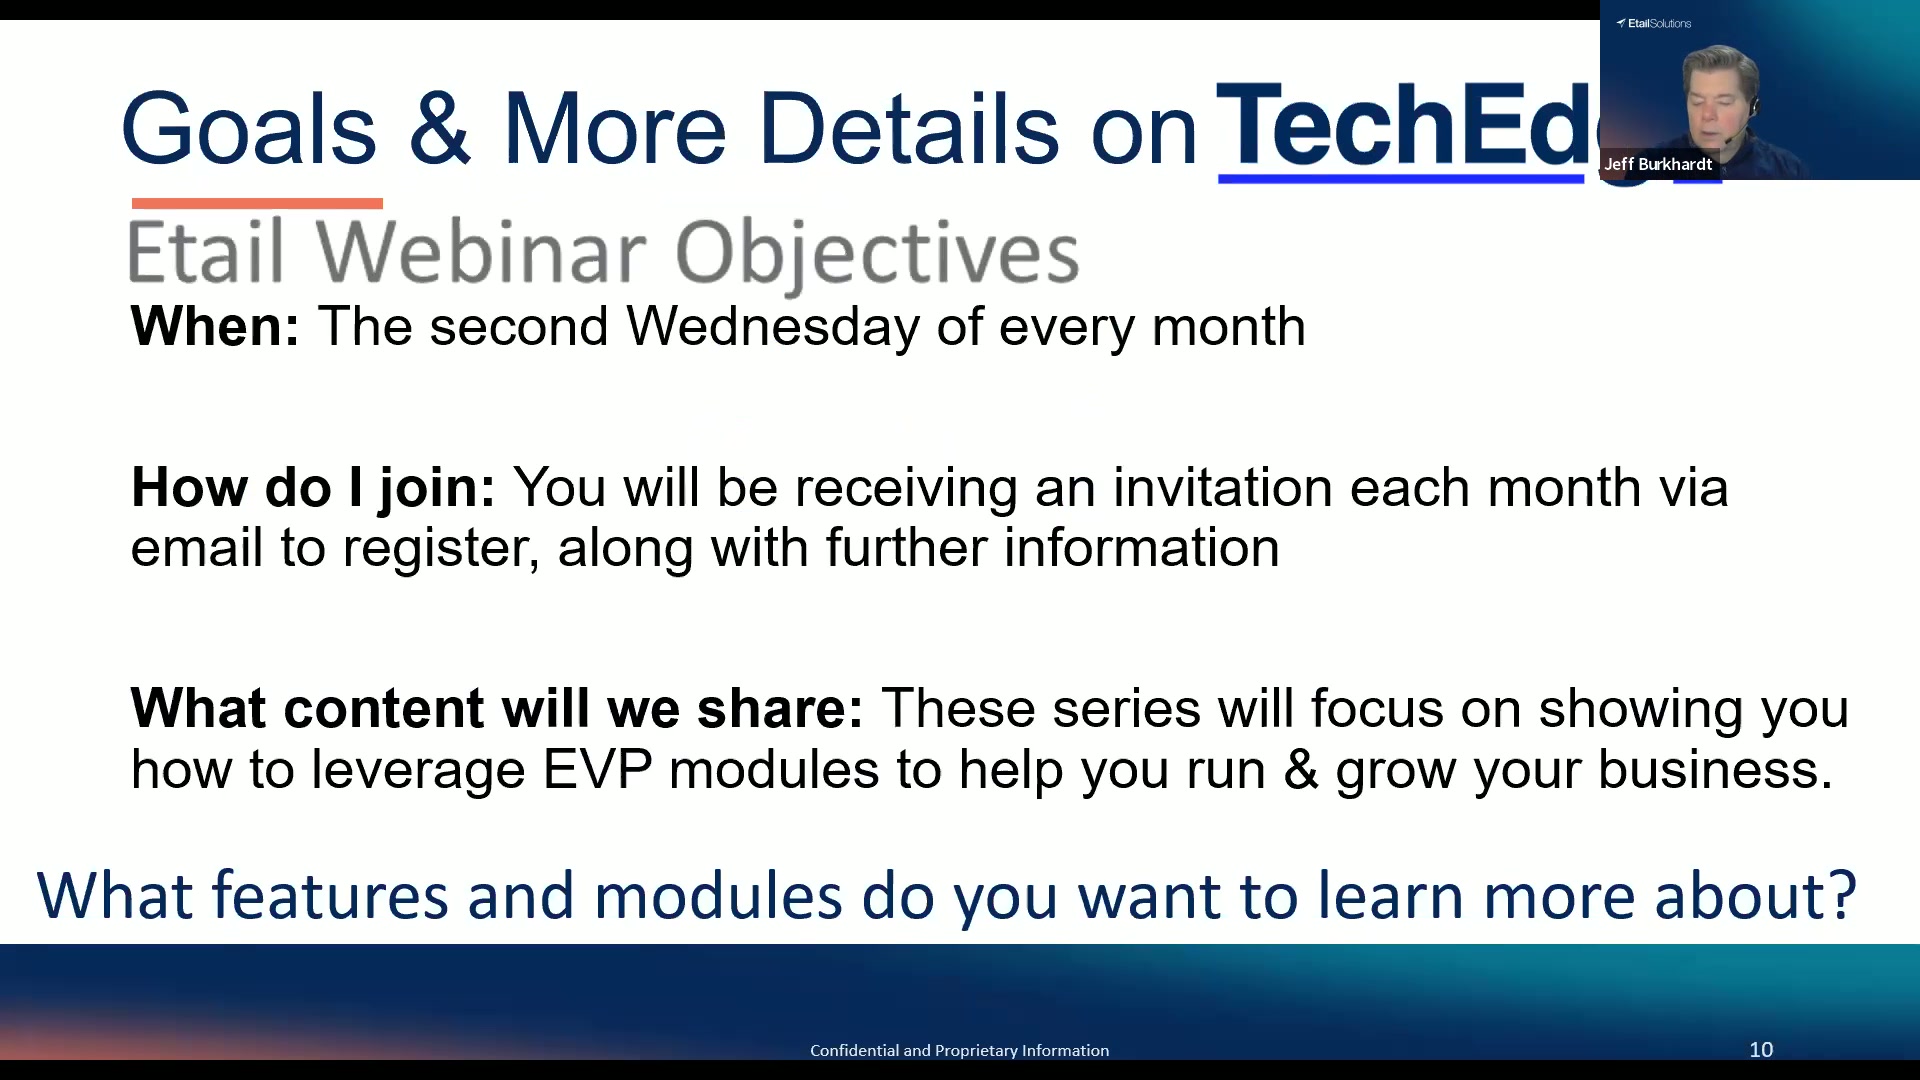 EtailSolutions
Goals & More Details on TechEd
Jeff Burkhardt
Etail Webinar Objectives
When: The second Wednesday of every month
How do I join: You will be receiving an invitation each month via
email to register, along with further information
What content will we share: These series will focus on showing you
how to leverage EVP modules to help you run & grow your business.
What features and modules do you want to learn more about?
Confidential and Proprietary Information
10